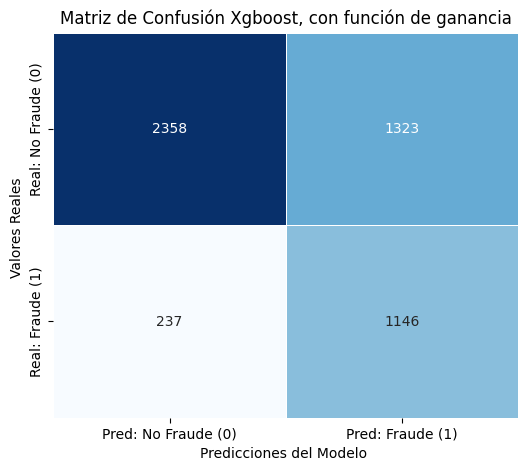 Matriz de Confusión Xgboost, con función de ganancia
Valores Reales
Real: No Fraude (0)
2358
1323
Real: Fraude (1)
237
1146
Pred: No Fraude (0)
Pred: Fraude (1)
Predicciones del Modelo